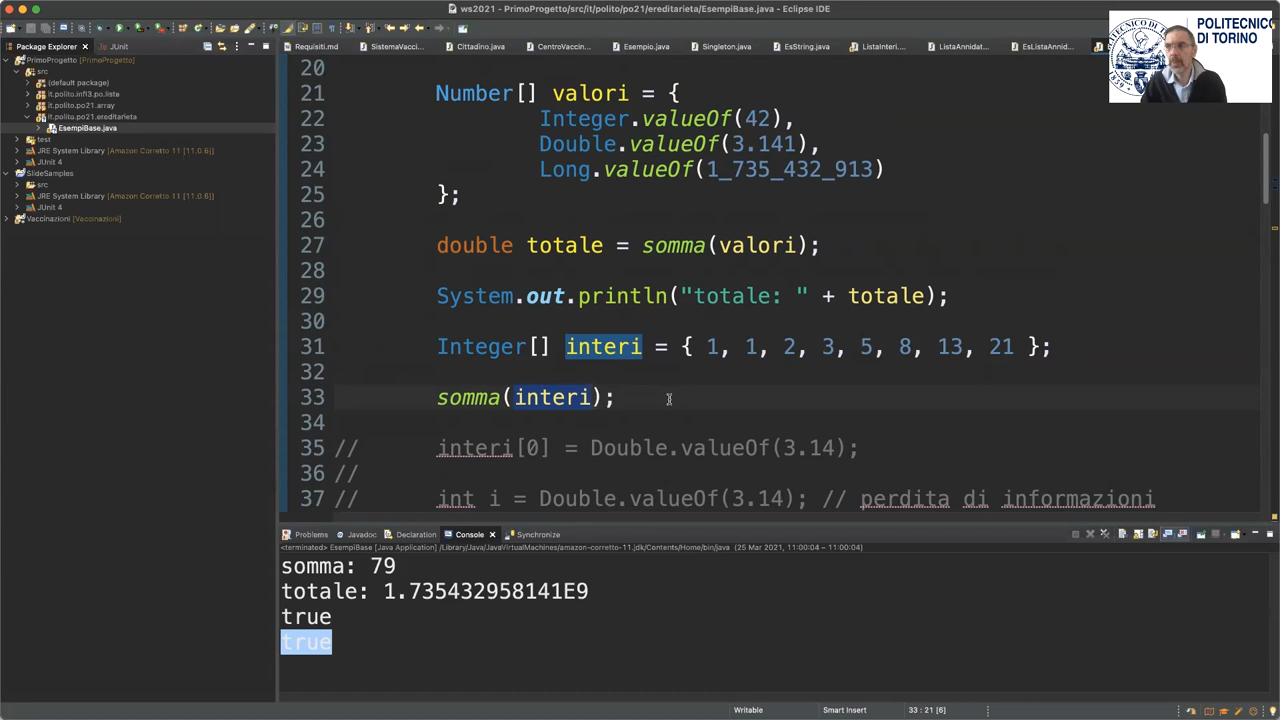 ws2021 - PrimoProgetto/src/it/polito/po21/ereditarieta/EsempiBase.java - Eclipse IDE
POLITECNICO
DI TORINO
Package Explorer
JUnit
Requisiti.md
SistemaVacci...
Cittadino.java
CentroVaccin...
Esempio.java
Singleton.java
EsString.java
ListaInteri....
ListaAnnidat...
EsListaAnnid...
PrimoProgetto [PrimoProgetto]
src
(default package)
it.polito.inf13.po.liste
it.polito.po21.array
it.polito.po21.ereditarieta
EsempiBase.java
test
JRE System Library [Amazon Corretto 11 [11.0.6]]
JUnit 4
SlideSamples
src
JRE System Library [Amazon Corretto 11 [11.0.6]]
JUnit 4
Vaccinazioni [Vaccinazioni]
20
21 Number[] valori = {
22 Integer.valueOf(42),
23 Double.valueOf(3.141),
24 Long.valueOf(1_735_432_913)
25 };
26
27 double totale = somma(valori);
28
29 System.out.println("totale: " + totale);
30
31 Integer[] interi = { 1, 1, 2, 3, 5, 8, 13, 21 };
32
33 somma(interi);
34
35 // interi[0] = Double.valueOf(3.14);
36 //
37 // int i = Double.valueOf(3.14); // perdita di informazioni
Problems
Javadoc
Declaration
Console
Synchronize
<terminated> EsempiBase [Java Application] /Library/Java/JavaVirtualMachines/amazon-corretto-11.jdk/Contents/Home/bin/java (25 Mar 2021, 11:00:04 – 11:00:04)
somma: 79
totale: 1.735432958141E9
true
true
Writable
Smart Insert
33 : 21 [6]